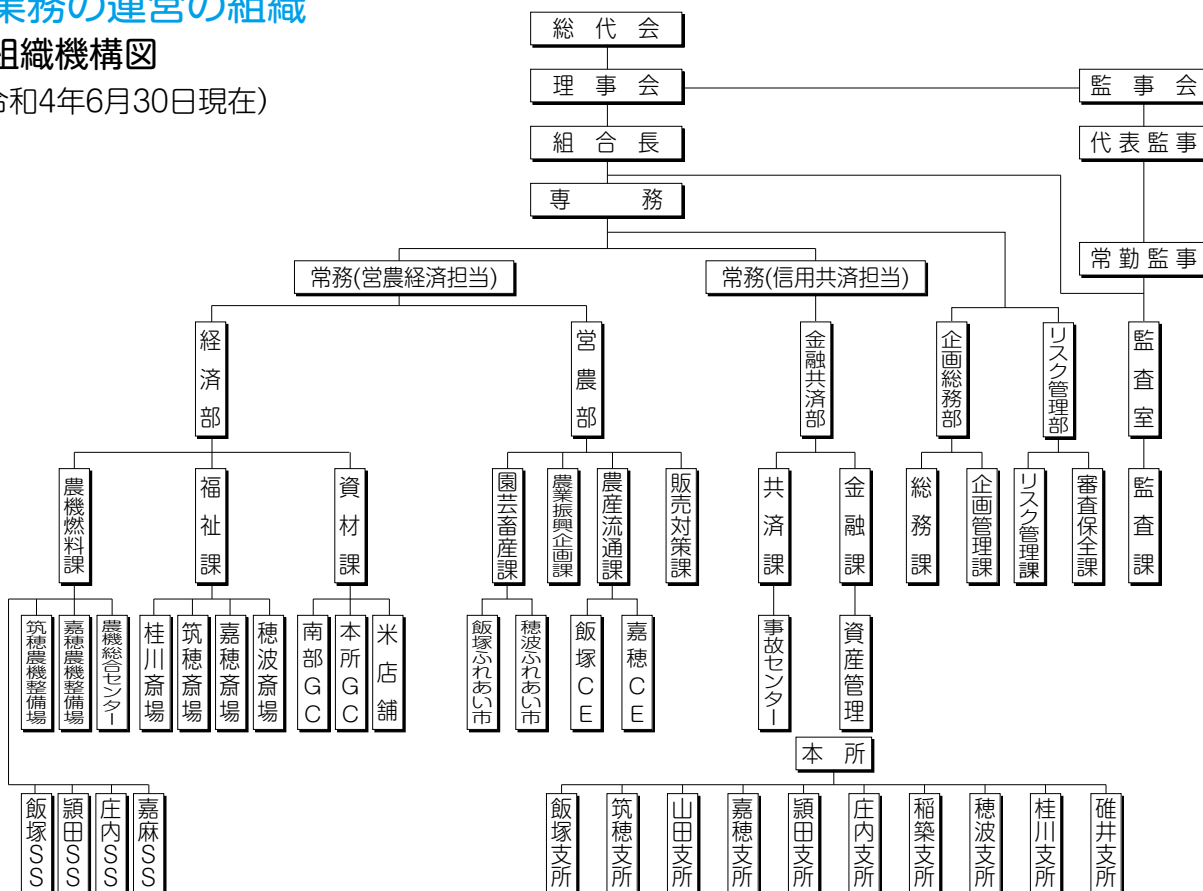 業務の運営の組織
組織機構図
令和4年6月30日現在）
総代会
理事会
監事会
組合長
代表監事
専務
常勤監事
常務(営農経済担当)
常務(信用共済担当)
経済部
営農部
金融共済部
企画総務部
リスク管理部
監査室
農機燃料課
福祉課
資材課
園芸畜産課
農業振興企画課
農産流通課
販売対策課
共済課
金融課
総務課
企画管理課
リスク管理課
審査保全課
監査課
筑穂農機整備場
嘉穂農機整備場
農機総合センター
桂川斎場
筑穂斎場
嘉穂斎場
穂波斎場
南部GC
本所GC
米店舗
飯塚ふれあい市
穂波ふれあい市
飯塚CE
嘉穂CE
事故センター
資産管理
本所
飯塚SS
頴田SS
庄内SS
嘉麻SS
飯塚支所
筑穂支所
山田支所
嘉穂支所
頴田支所
庄内支所
稲築支所
穂波支所
桂川支所
碓井支所